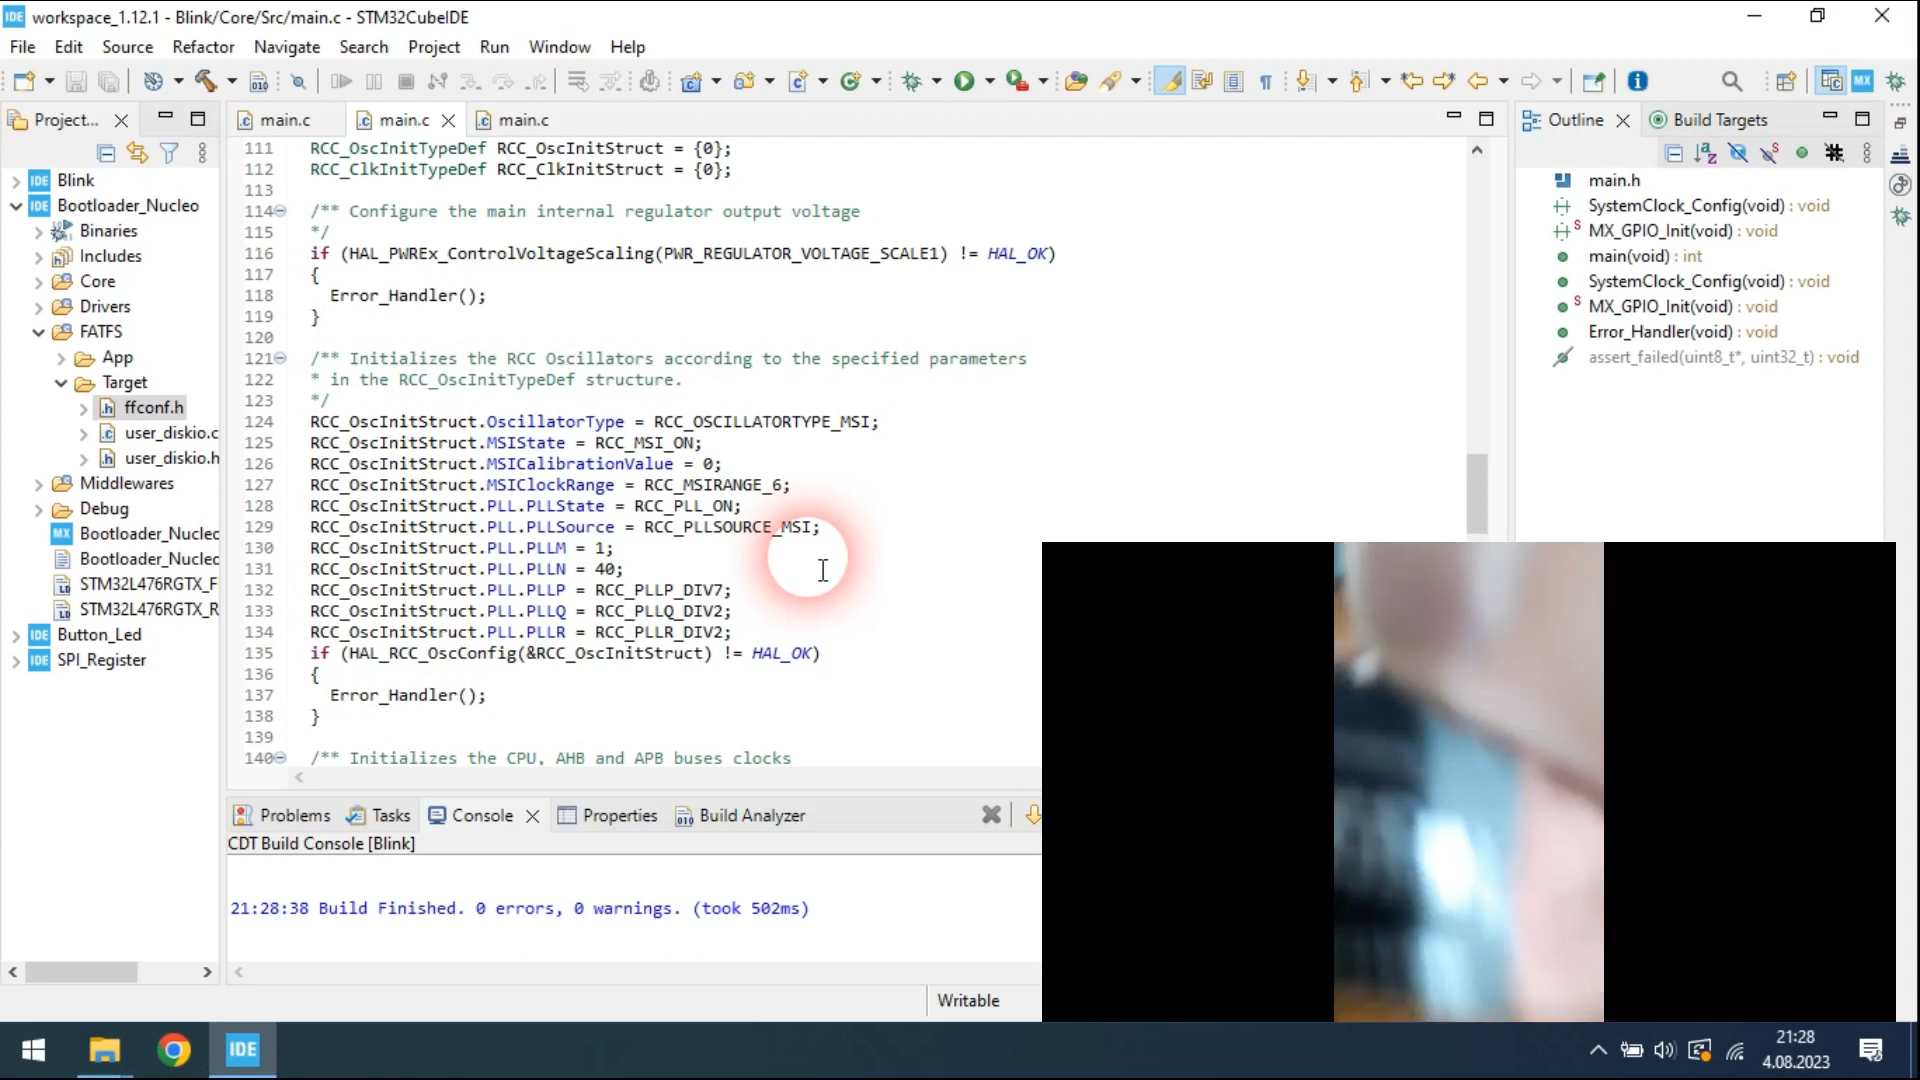 IDE workspace_1.12.1 - Blink/Core/Src/main.c - STM32CubeIDE
File Edit Source Refactor Navigate Search Project Run Window Help
Project...
main.c
main.c
main.c
Outline
Build Targets
Blink
Bootloader_Nucleo
Binaries
Includes
Core
Drivers
FATFS
App
Target
ffconf.h
user_diskio.c
user_diskio.h
Middlewares
Debug
Bootloader_Nucleo
Bootloader_Nucleo
STM32L476RGTX_F
STM32L476RGTX_R
Button_Led
SPI_Register
111 RCC_OscInitTypeDef RCC_OscInitStruct = {0};
112 RCC_ClkInitTypeDef RCC_ClkInitStruct = {0};
113
114 /** Configure the main internal regulator output voltage
115 */
116 if (HAL_PWREx_ControlVoltageScaling(PWR_REGULATOR_VOLTAGE_SCALE1) != HAL_OK)
117 {
118 Error_Handler();
119 }
120
121 /** Initializes the RCC Oscillators according to the specified parameters
122 * in the RCC_OscInitTypeDef structure.
123 */
124 RCC_OscInitStruct.OscillatorType = RCC_OSCILLATORTYPE_MSI;
125 RCC_OscInitStruct.MSIState = RCC_MSI_ON;
126 RCC_OscInitStruct.MSICalibrationValue = 0;
127 RCC_OscInitStruct.MSIClockRange = RCC_MSIRANGE_6;
128 RCC_OscInitStruct.PLL.PLLState = RCC_PLL_ON;
129 RCC_OscInitStruct.PLL.PLLSource = RCC_PLLSOURCE_MSI;
130 RCC_OscInitStruct.PLL.PLLM = 1;
131 RCC_OscInitStruct.PLL.PLLN = 40;
132 RCC_OscInitStruct.PLL.PLLP = RCC_PLLP_DIV7;
133 RCC_OscInitStruct.PLL.PLLQ = RCC_PLLQ_DIV2;
134 RCC_OscInitStruct.PLL.PLLR = RCC_PLLR_DIV2;
135 if (HAL_RCC_OscConfig(&RCC_OscInitStruct) != HAL_OK)
136 {
137 Error_Handler();
138 }
139
140 /** Initializes the CPU, AHB and APB buses clocks
main.h
SystemClock_Config(void) : void
MX_GPIO_Init(void) : void
main(void) : int
SystemClock_Config(void) : void
MX_GPIO_Init(void) : void
Error_Handler(void) : void
assert_failed(uint8_t*, uint32_t) : void
Problems Tasks Console Properties Build Analyzer
CDT Build Console [Blink]
21:28:38 Build Finished. 0 errors, 0 warnings. (took 502ms)
Writable
IDE
21:28
4.08.2023